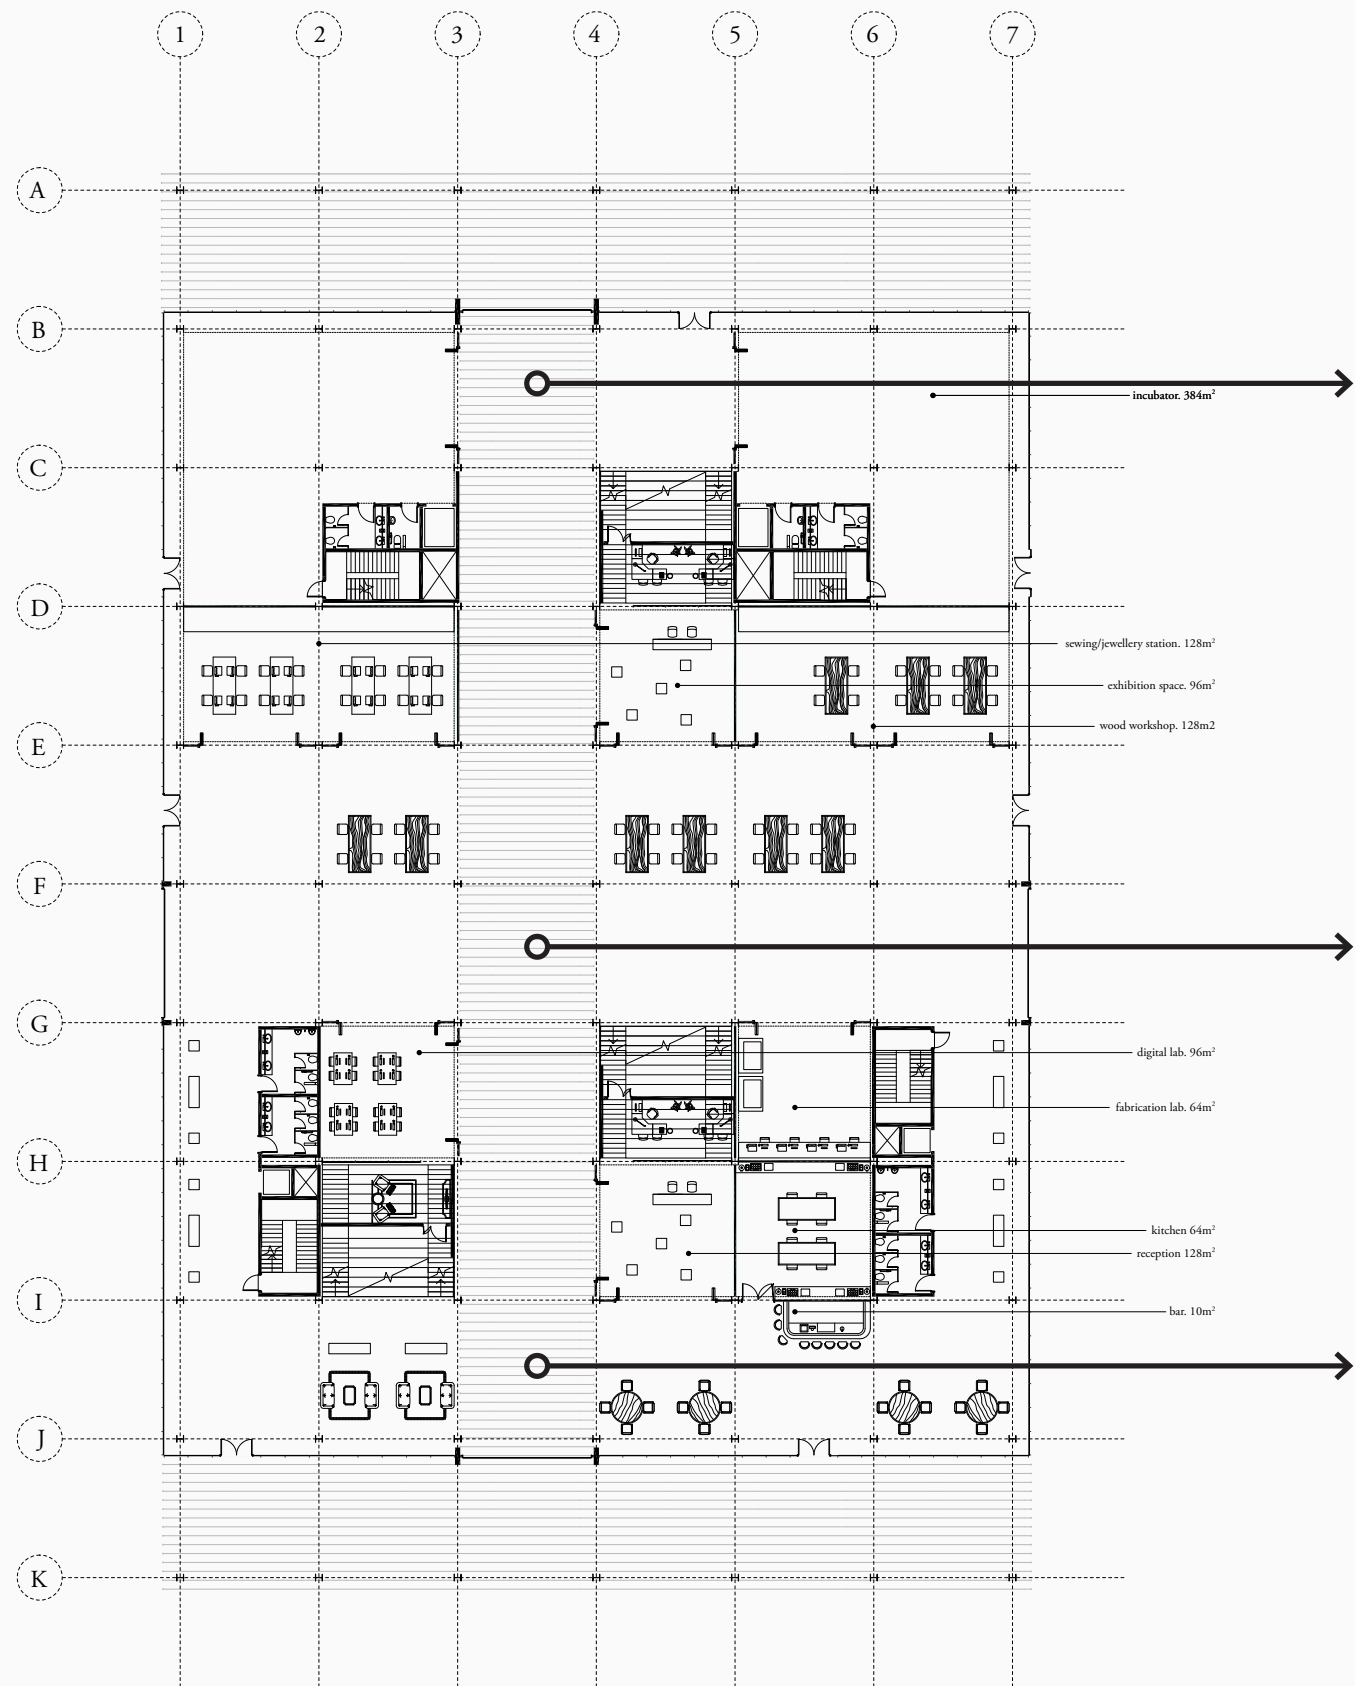 1 2 3 4 5 6 7
A
B
incubator. 384m²
C
D
sewing/jewellery station. 128m²
exhibition space. 96m²
wood workshop. 128m2
E
F
G
digital lab. 96m²
fabrication lab. 64m²
H
kitchen 64m²
reception 128m²
I
bar. 10m²
J
K